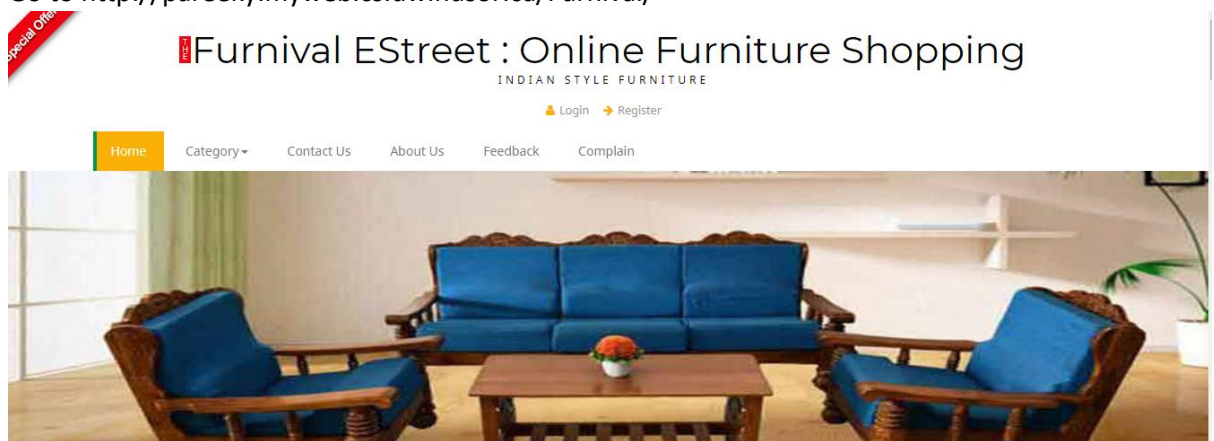 Special Offer
THE Furnival EStreet : Online Furniture Shopping
INDIAN STYLE FURNITURE
Login Register
Home Category Contact Us About Us Feedback Complain